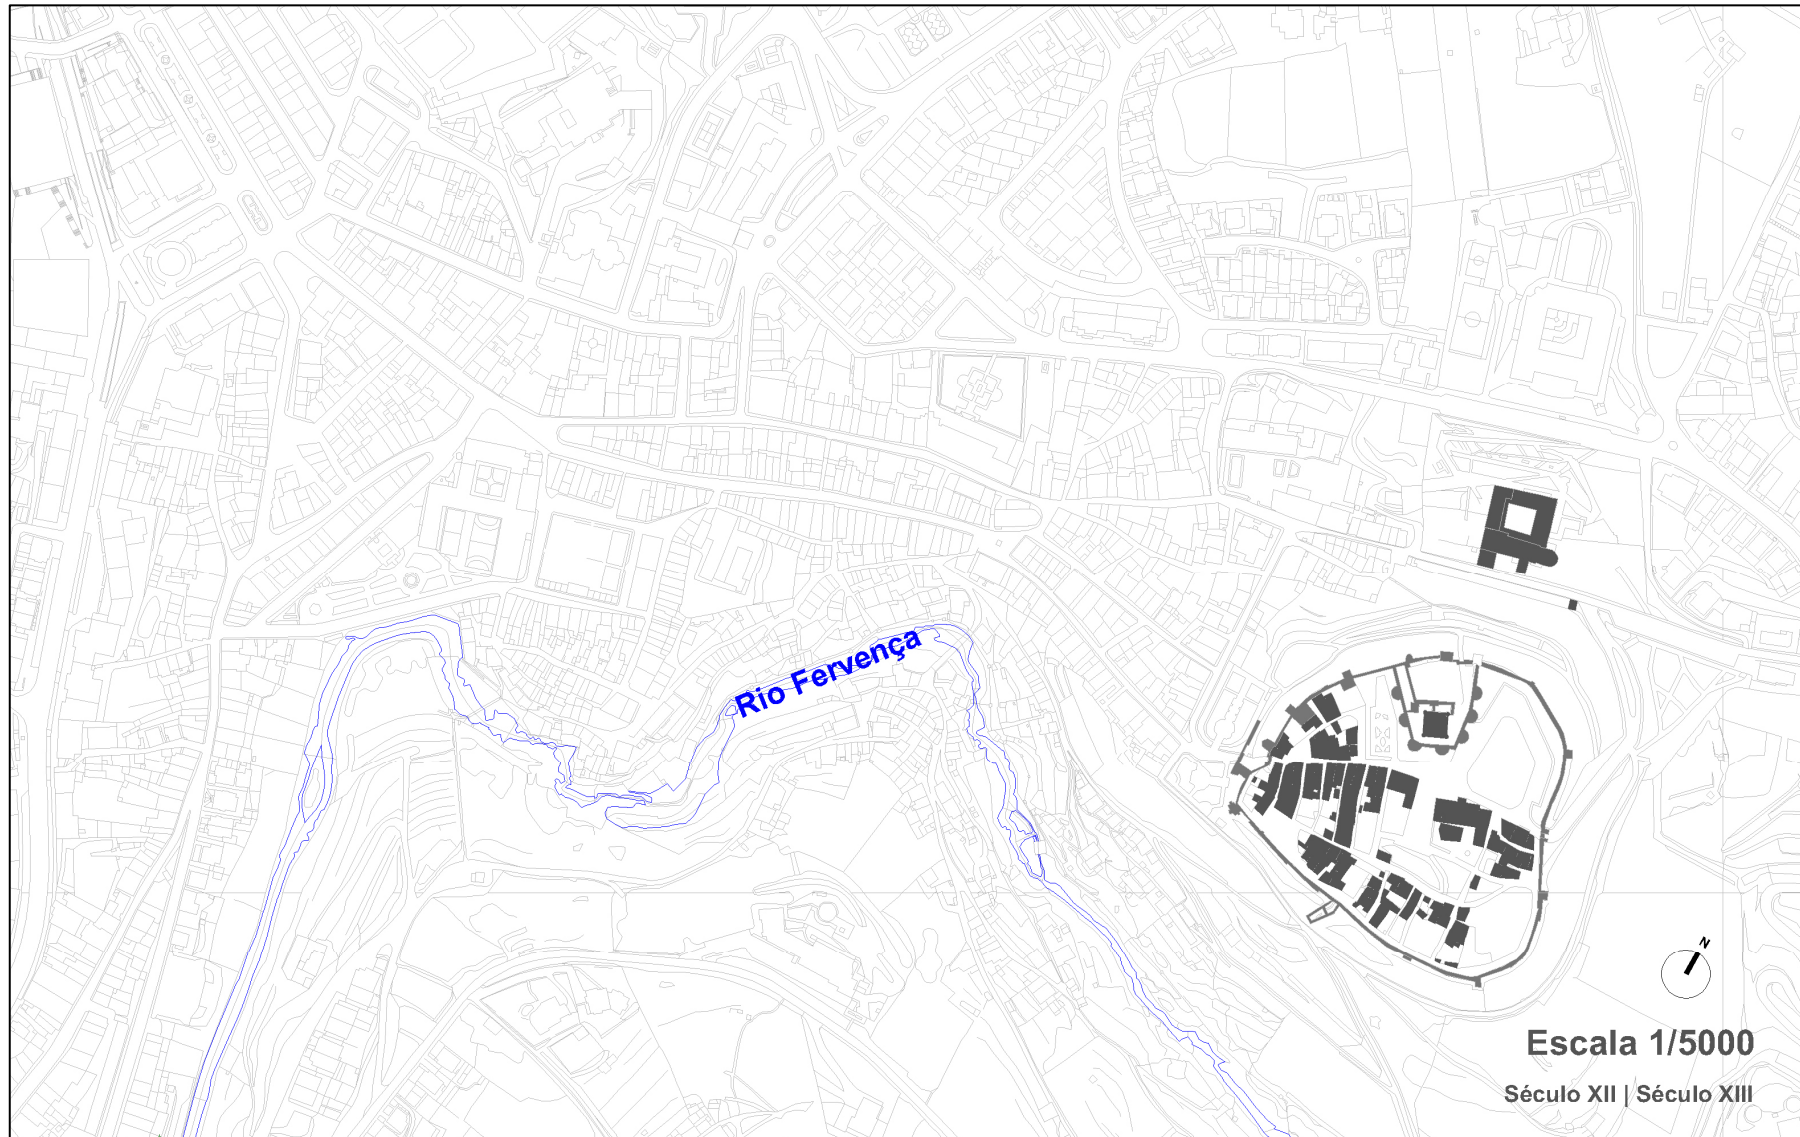 Rio Fervença
N
Escala 1/5000
Século XII | Século XIII